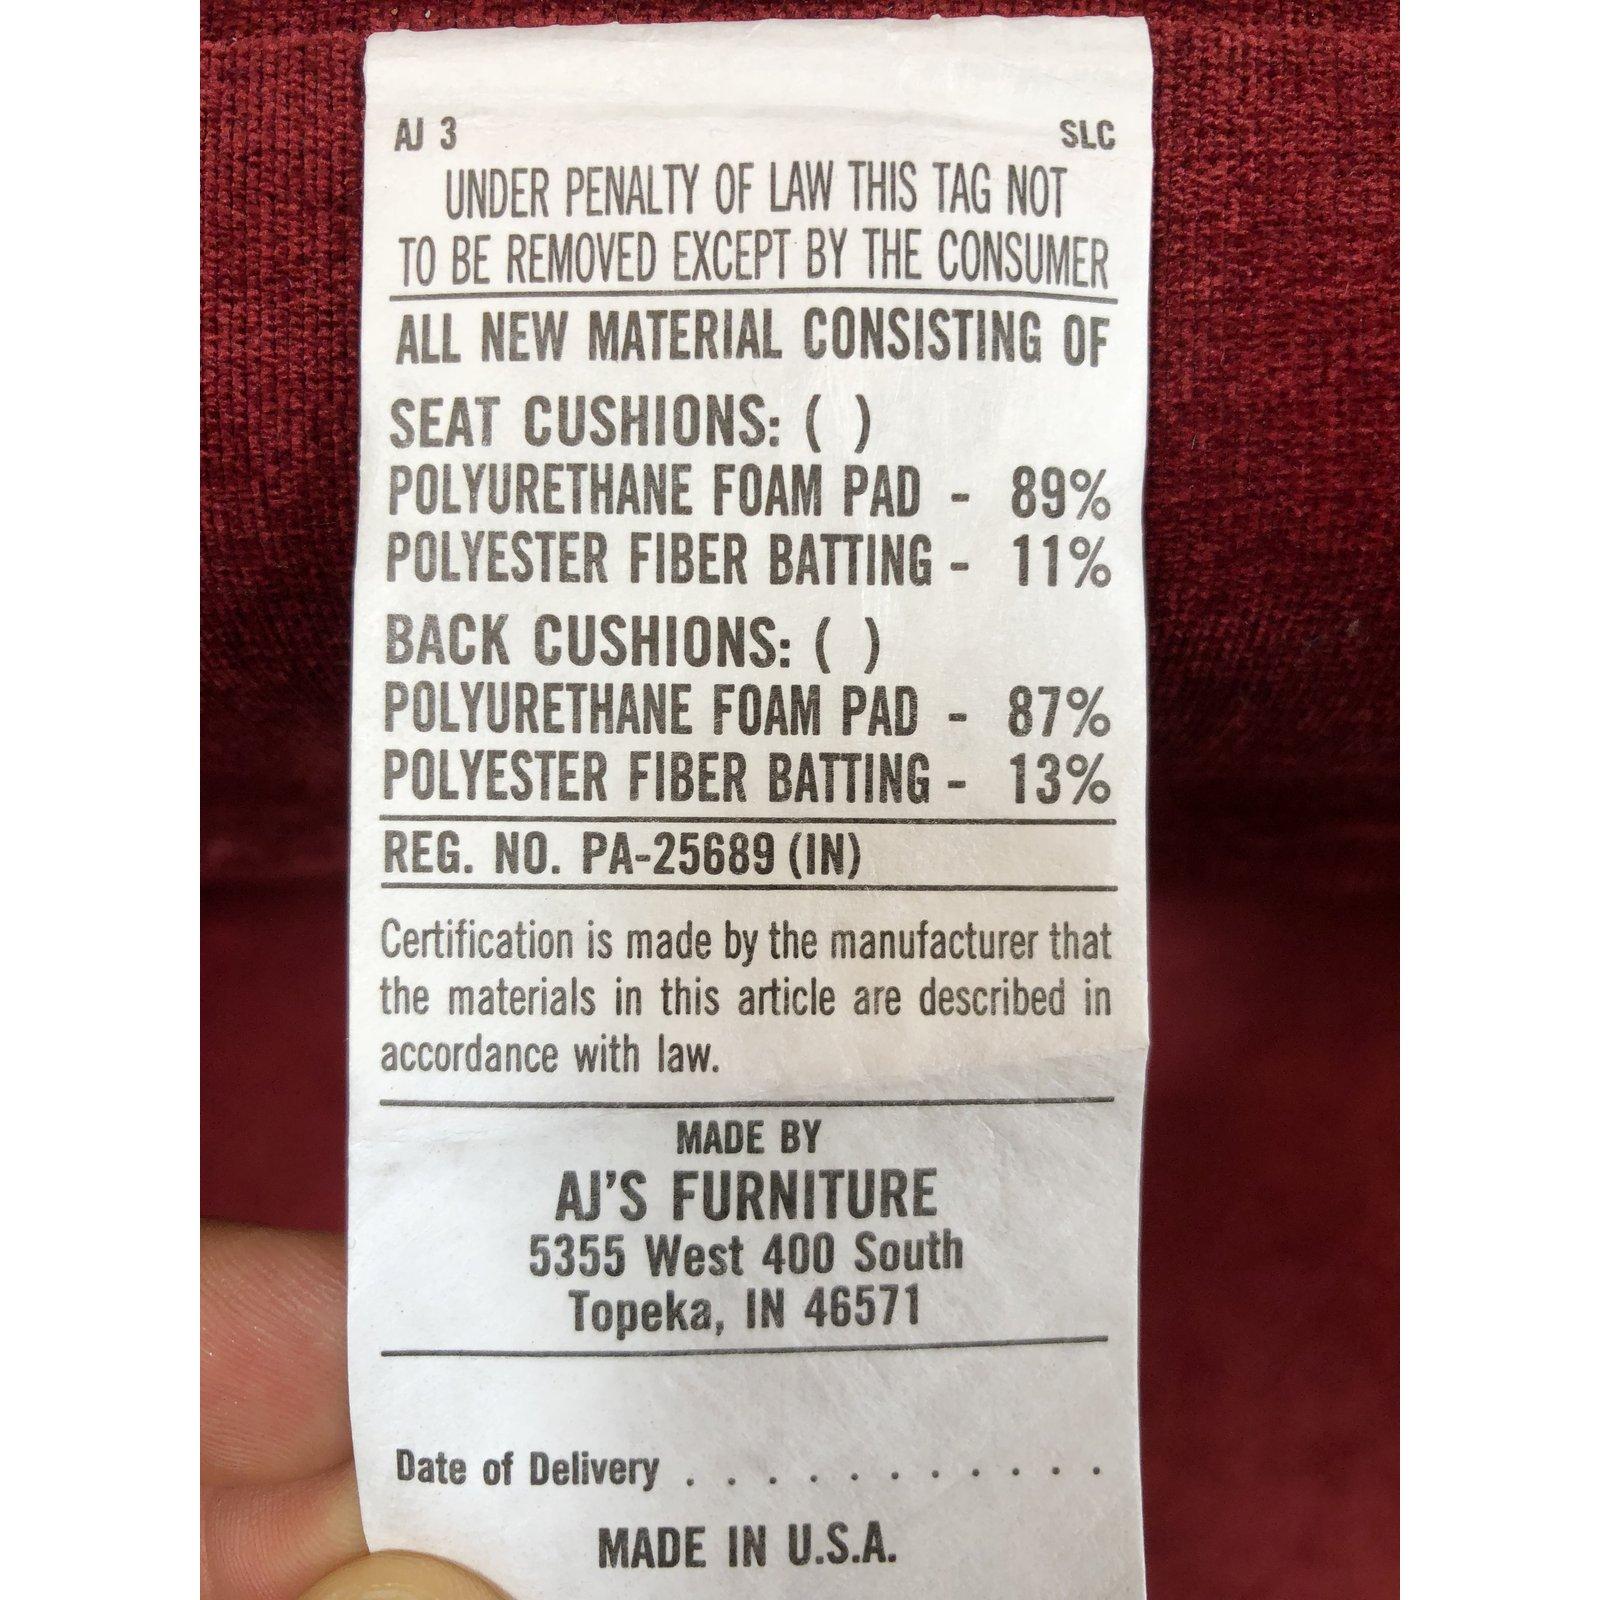 AJ 3 SLC
UNDER PENALTY OF LAW THIS TAG NOT
TO BE REMOVED EXCEPT BY THE CONSUMER
ALL NEW MATERIAL CONSISTING OF
SEAT CUSHIONS: ( )
POLYURETHANE FOAM PAD - 89%
POLYESTER FIBER BATTING - 11%
BACK CUSHIONS: ( )
POLYURETHANE FOAM PAD - 87%
POLYESTER FIBER BATTING - 13%
REG. NO. PA-25689 (IN)
Certification is made by the manufacturer that
the materials in this article are described in
accordance with law.
MADE BY
AJ'S FURNITURE
5355 West 400 South
Topeka, IN 46571
Date of Delivery . . . . . . . . . . .
MADE IN U.S.A.